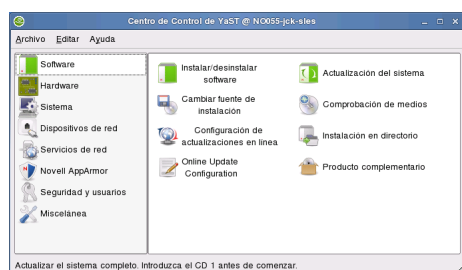 Centro de Control de YaST @ NO055-jck-sles
Archivo Editar Ayuda
Software
Hardware
Sistema
Dispositivos de red
Servicios de red
Novell AppArmor
Seguridad y usuarios
Miscelánea
Instalar/desinstalar
software
Actualización del sistema
Cambiar fuente de
instalación
Comprobación de medios
Configuración de
actualizaciones en línea
Instalación en directorio
Online Update
Configuration
Producto complementario
Actualizar el sistema completo. Introduzca el CD 1 antes de comenzar.